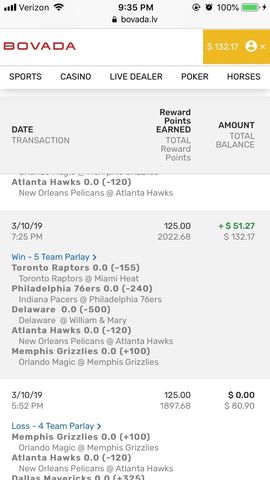 Verizon 9:35 PM 100%
bovada.lv
BOVADA $ 132.17
SPORTS CASINO LIVE DEALER POKER HORSES
DATE
TRANSACTION
Reward
Points
EARNED
TOTAL
Reward
Points
AMOUNT
TOTAL
BALANCE
Orlando Magic @ Memphis Grizzlies
Atlanta Hawks 0.0 (-120)
New Orleans Pelicans @ Atlanta Hawks
3/10/19 125.00 + $ 51.27
7:25 PM 2022.68 $ 132.17
Win - 5 Team Parlay >
Toronto Raptors 0.0 (-155)
Toronto Raptors @ Miami Heat
Philadelphia 76ers 0.0 (-240)
Indiana Pacers @ Philadelphia 76ers
Delaware 0.0 (-500)
Delaware @ William & Mary
Atlanta Hawks 0.0 (-120)
New Orleans Pelicans @ Atlanta Hawks
Memphis Grizzlies 0.0 (+100)
Orlando Magic @ Memphis Grizzlies
3/10/19 125.00 $ 0.00
5:52 PM 1897.68 $ 80.90
Loss - 4 Team Parlay >
Memphis Grizzlies 0.0 (+100)
Orlando Magic @ Memphis Grizzlies
Atlanta Hawks 0.0 (-120)
New Orleans Pelicans @ Atlanta Hawks
Dallas Mavericks 0.0 (+325)